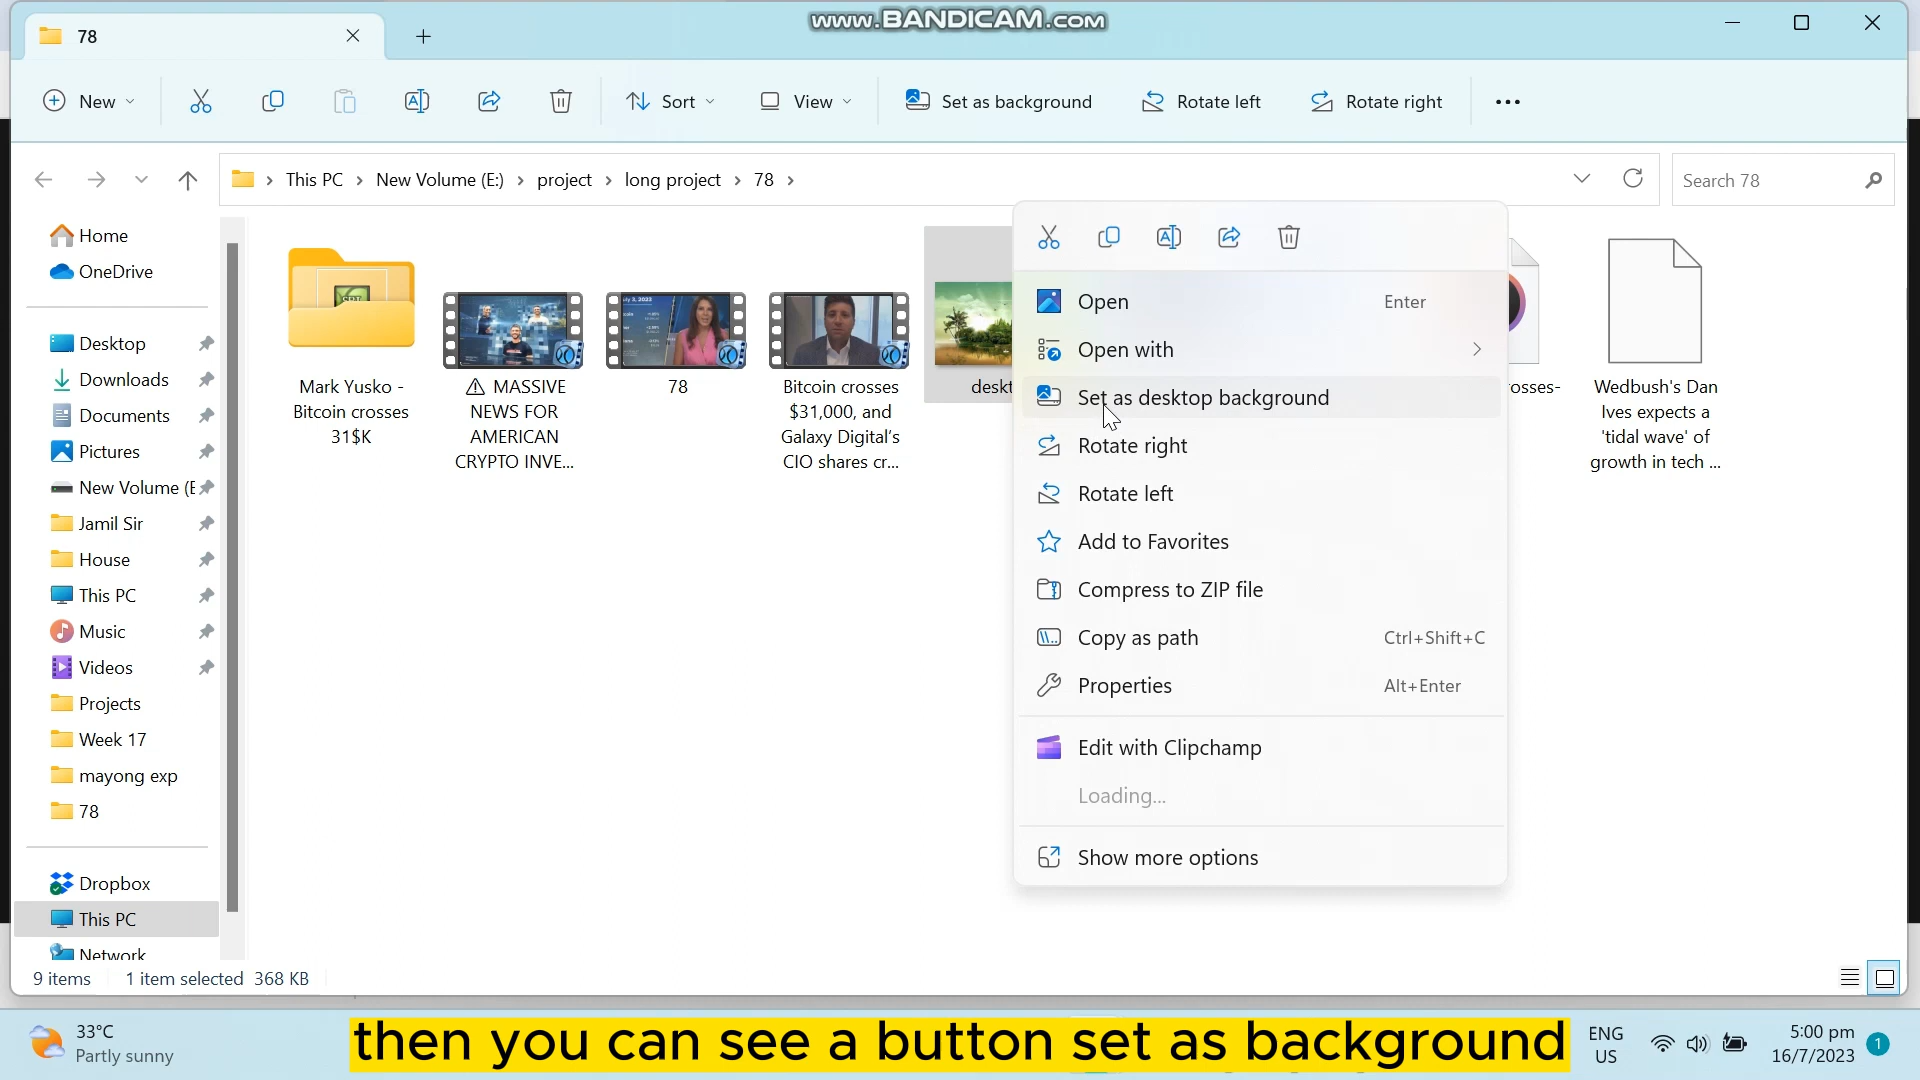 78
www.BANDICAM.com
New
Sort
View
Set as background
Rotate left
Rotate right
This PC
New Volume (E:)
project
long project
78
Search 78
Home
OneDrive
Desktop
Downloads
Documents
Pictures
New Volume (E
Jamil Sir
House
This PC
Music
Videos
Projects
Week 17
mayong exp
78
Dropbox
This PC
Network
Mark Yusko -
Bitcoin crosses
31$K
⚠ MASSIVE
NEWS FOR
AMERICAN
CRYPTO INVE...
78
Bitcoin crosses
$31,000, and
Galaxy Digital's
CIO shares cr...
deskt
osses-
Wedbush's Dan
Ives expects a
'tidal wave' of
growth in tech ...
Open Enter
Open with
Set as desktop background
Rotate right
Rotate left
Add to Favorites
Compress to ZIP file
Copy as path Ctrl+Shift+C
Properties Alt+Enter
Edit with Clipchamp
Loading...
Show more options
9 items 1 item selected 368 KB
33°C
Partly sunny
then you can see a button set as background
ENG
US
5:00 pm
16/7/2023
1